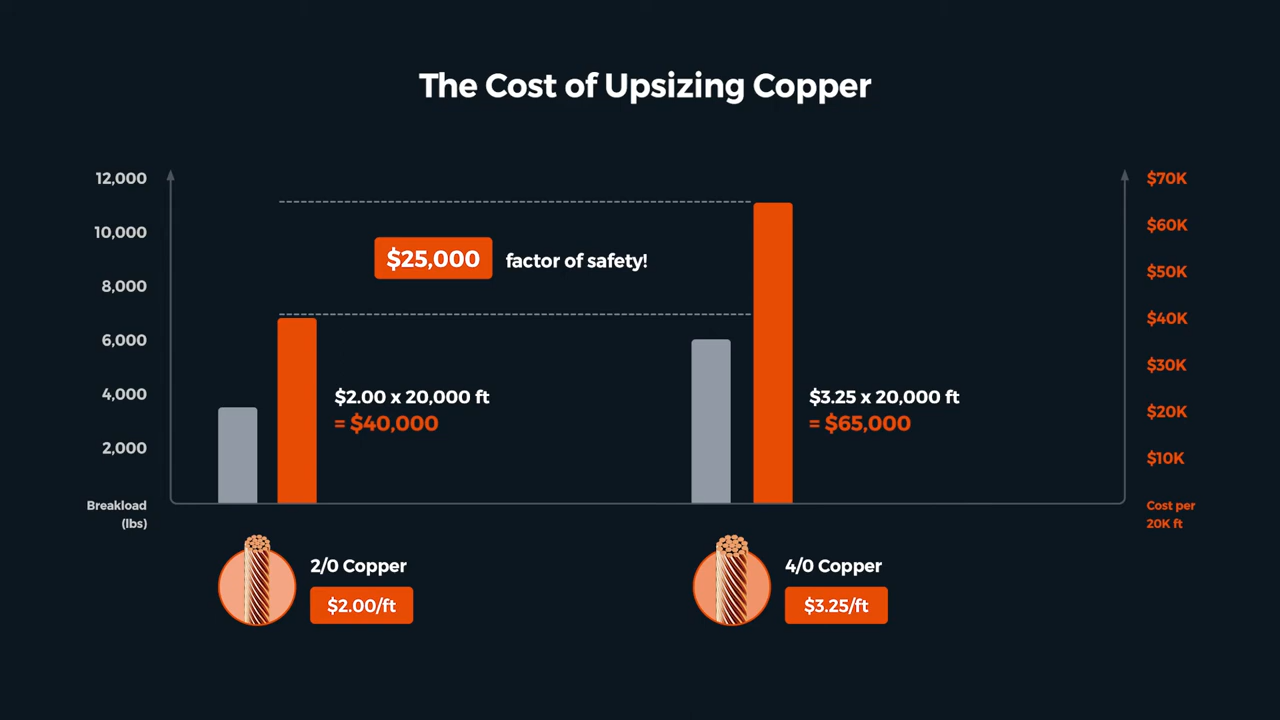 The Cost of Upsizing Copper
12,000
10,000
8,000
6,000
4,000
2,000
Breakload
(lbs)
$25,000 factor of safety!
$2.00 x 20,000 ft
= $40,000
$3.25 x 20,000 ft
= $65,000
$70K
$60K
$50K
$40K
$30K
$20K
$10K
Cost per
20K ft
2/0 Copper
$2.00/ft
4/0 Copper
$3.25/ft